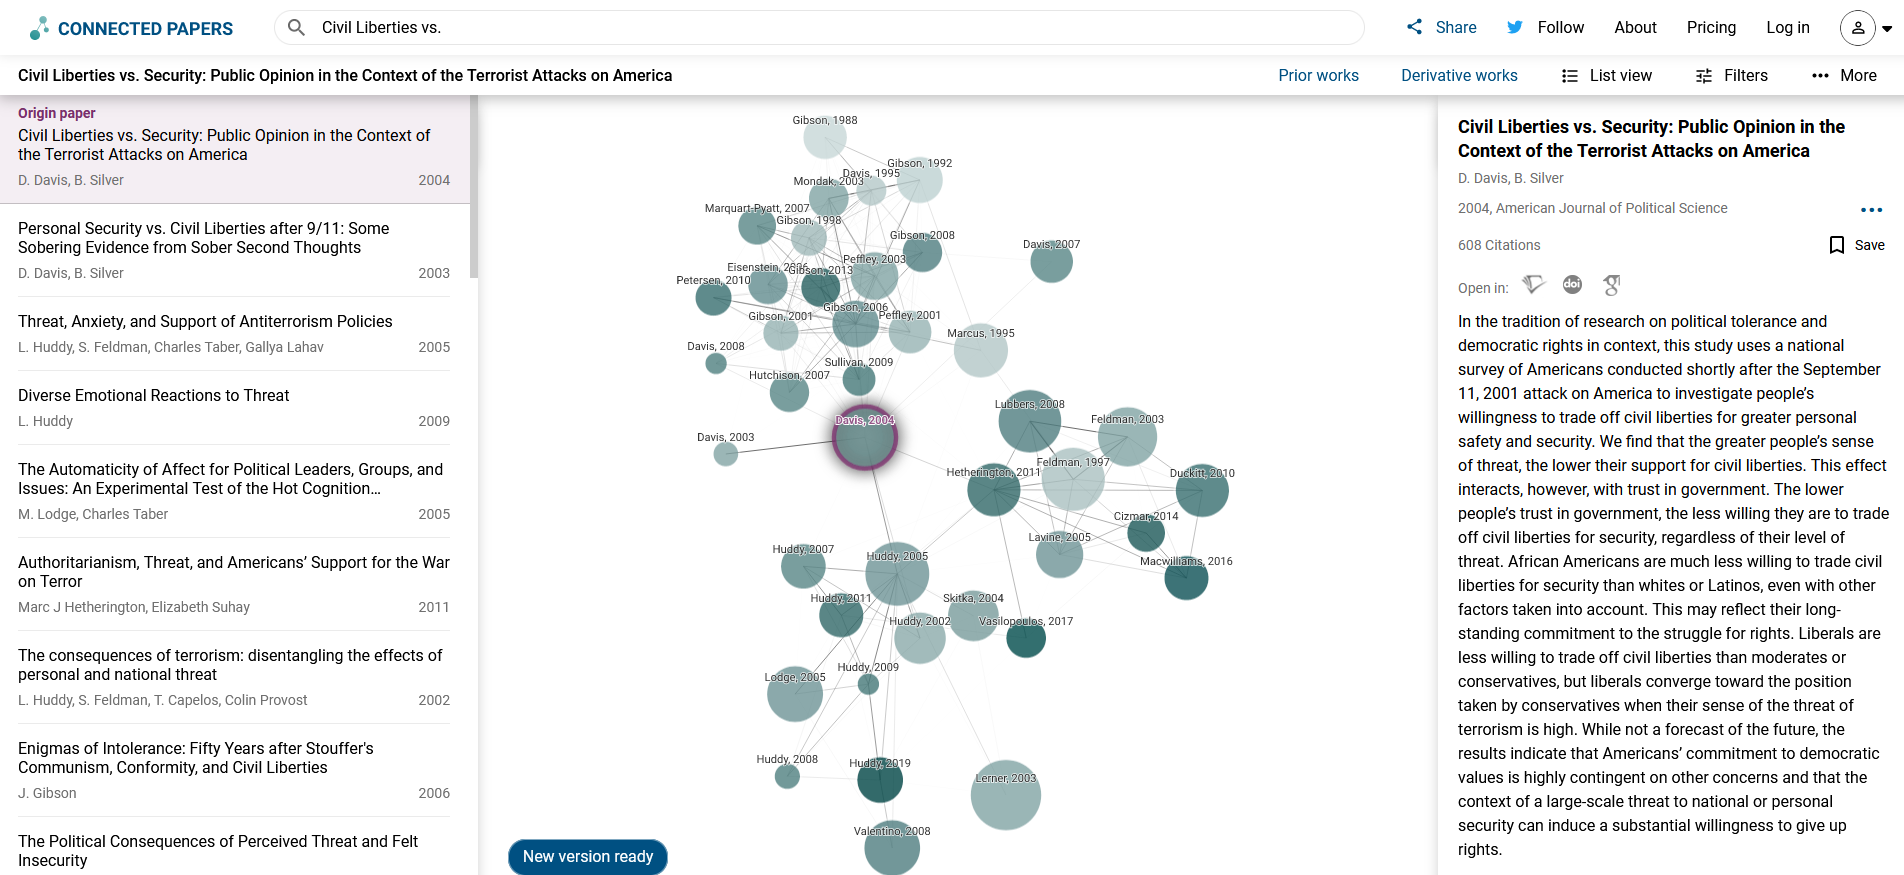 CONNECTED PAPERS
Civil Liberties vs.
Share
Follow
About
Pricing
Log in
Civil Liberties vs. Security: Public Opinion in the Context of the Terrorist Attacks on America
Prior works
Derivative works
List view
Filters
More
Origin paper
Civil Liberties vs. Security: Public Opinion in the Context of
the Terrorist Attacks on America
D. Davis, B. Silver 2004
Personal Security vs. Civil Liberties after 9/11: Some
Sobering Evidence from Sober Second Thoughts
D. Davis, B. Silver 2003
Threat, Anxiety, and Support of Antiterrorism Policies
L. Huddy, S. Feldman, Charles Taber, Gallya Lahav 2005
Diverse Emotional Reactions to Threat
L. Huddy 2009
The Automaticity of Affect for Political Leaders, Groups, and
Issues: An Experimental Test of the Hot Cognition…
M. Lodge, Charles Taber 2005
Authoritarianism, Threat, and Americans’ Support for the War
on Terror
Marc J Hetherington, Elizabeth Suhay 2011
The consequences of terrorism: disentangling the effects of
personal and national threat
L. Huddy, S. Feldman, T. Capelos, Colin Provost 2002
Enigmas of Intolerance: Fifty Years after Stouffer's
Communism, Conformity, and Civil Liberties
J. Gibson 2006
The Political Consequences of Perceived Threat and Felt
Insecurity
Gibson, 1988
Gibson, 1992
Davis, 1995
Mondak, 2003
Marquart-Pyatt, 2007
Gibson, 1998
Gibson, 2008
Davis, 2007
Peffley, 2003
Eisenstein,
Gibson, 2013
Petersen, 2010
Gibson, 2006
Peffley, 2001
Gibson, 2001
Marcus, 1995
Davis, 2008
Sullivan, 2009
Hutchison, 2007
Lubbers, 2008
Davis, 2004
Feldman, 2003
Davis, 2003
Feldman, 1997
Hetherington, 2011
Duckitt, 2010
Cizmar, 2014
Lavine, 2005
Huddy, 2007
Huddy, 2005
Macwilliams, 2016
Huddy, 2011
Skitka, 2004
Huddy, 2002
Vasilopoulos, 2017
Huddy, 2009
Lodge, 2005
Huddy, 2008
Huddy, 2019
Lerner, 2003
Valentino, 2008
New version ready
Civil Liberties vs. Security: Public Opinion in the
Context of the Terrorist Attacks on America
D. Davis, B. Silver
2004, American Journal of Political Science
608 Citations
Save
Open in:
doi
g
In the tradition of research on political tolerance and
democratic rights in context, this study uses a national
survey of Americans conducted shortly after the September
11, 2001 attack on America to investigate people’s
willingness to trade off civil liberties for greater personal
safety and security. We find that the greater people’s sense
of threat, the lower their support for civil liberties. This effect
interacts, however, with trust in government. The lower
people’s trust in government, the less willing they are to trade
off civil liberties for security, regardless of their level of
threat. African Americans are much less willing to trade civil
liberties for security than whites or Latinos, even with other
factors taken into account. This may reflect their long-
standing commitment to the struggle for rights. Liberals are
less willing to trade off civil liberties than moderates or
conservatives, but liberals converge toward the position
taken by conservatives when their sense of the threat of
terrorism is high. While not a forecast of the future, the
results indicate that Americans’ commitment to democratic
values is highly contingent on other concerns and that the
context of a large-scale threat to national or personal
security can induce a substantial willingness to give up
rights.